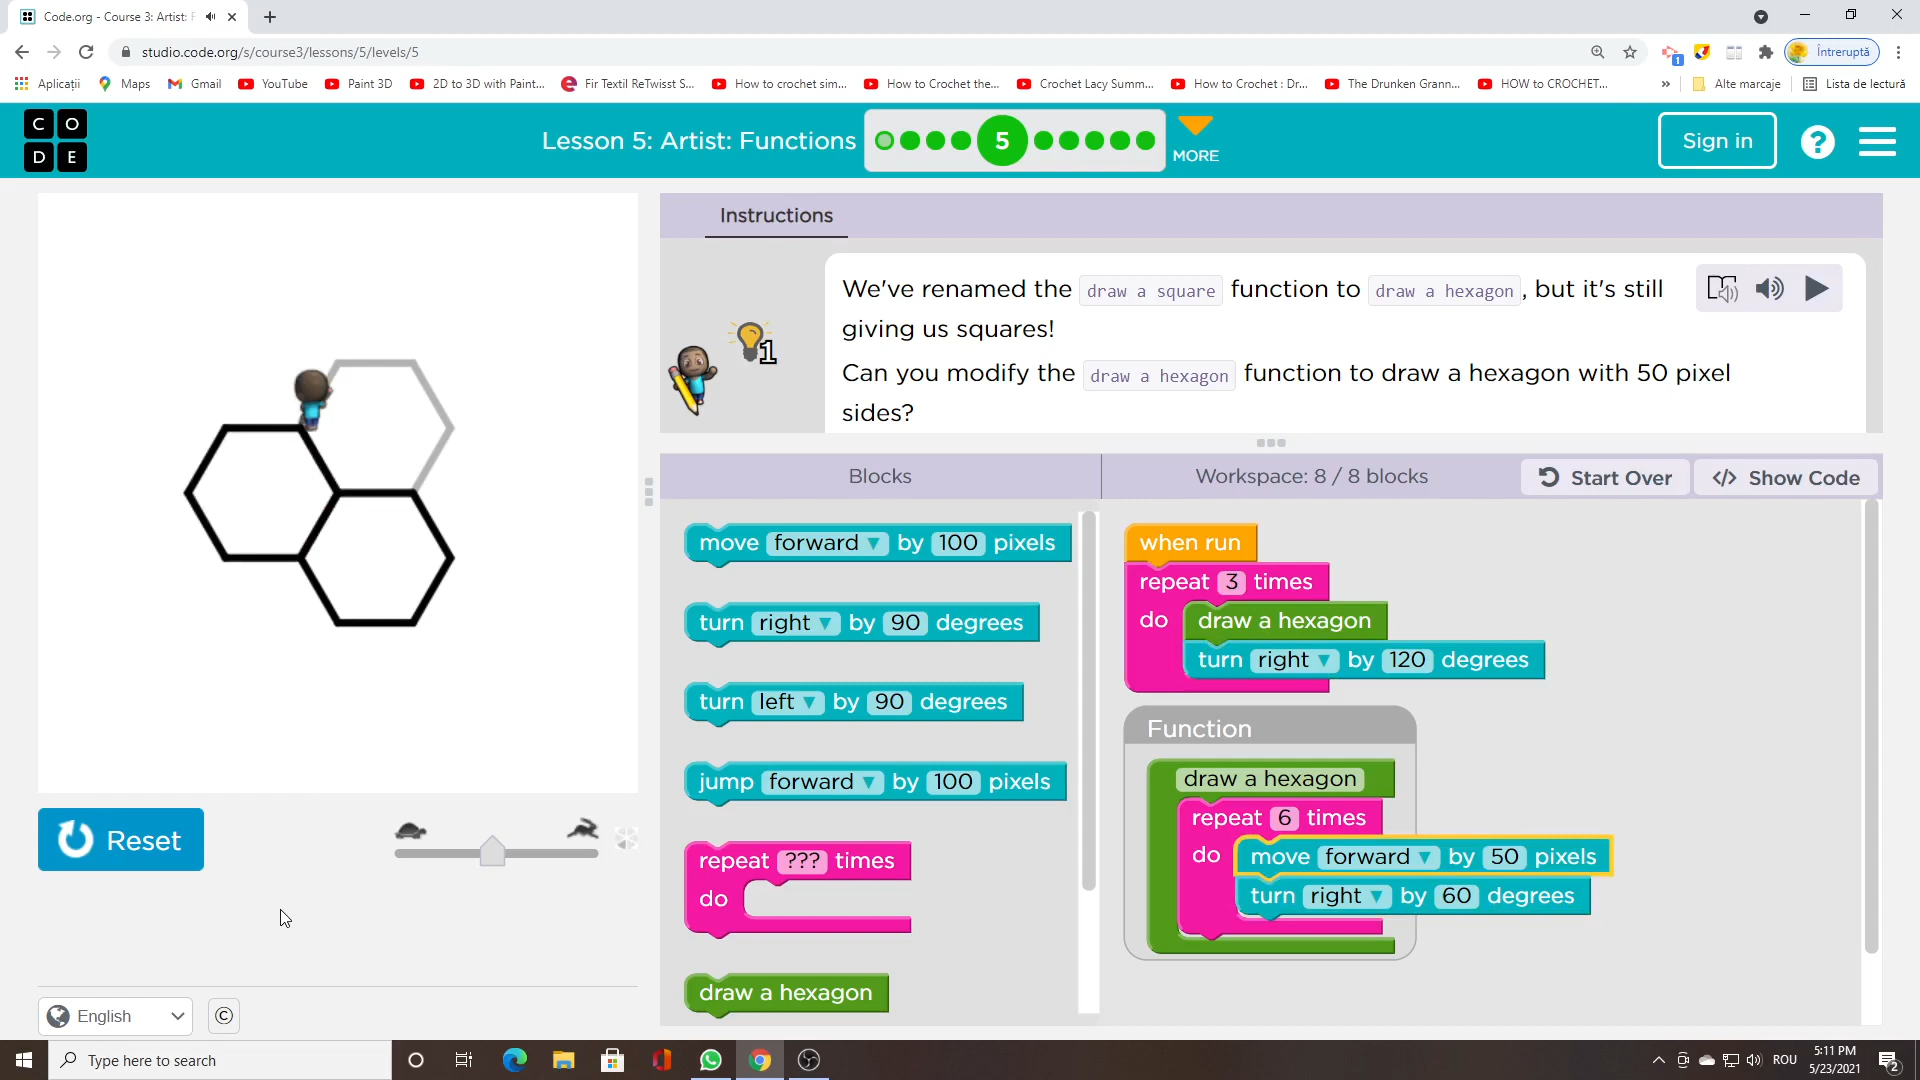 Code.org - Course 3: Artist: F
studio.code.org/s/course3/lessons/5/levels/5
1
Întreruptă
Aplicații
Maps
Gmail
YouTube
Paint 3D
2D to 3D with Paint...
Fir Textil ReTwisst S...
How to crochet sim...
How to Crochet the...
Crochet Lacy Summ...
How to Crochet : Dr...
The Drunken Grann...
HOW to CROCHET...
»
Alte marcaje
Lista de lectură
C O
D E
Lesson 5: Artist: Functions
5
MORE
Sign in
?
Instructions
We've renamed the draw a square function to draw a hexagon, but it's still
giving us squares!
1
Can you modify the draw a hexagon function to draw a hexagon with 50 pixel
sides?
Blocks
Workspace: 8 / 8 blocks
Start Over
</> Show Code
move forward ▼ by 100 pixels
turn right ▼ by 90 degrees
turn left ▼ by 90 degrees
jump forward ▼ by 100 pixels
repeat ??? times
do
draw a hexagon
when run
repeat 3 times
do draw a hexagon
turn right ▼ by 120 degrees
Function
draw a hexagon
repeat 6 times
do move forward ▼ by 50 pixels
turn right ▼ by 60 degrees
Reset
English
©
Type here to search
ROU
5:11 PM
5/23/2021
2